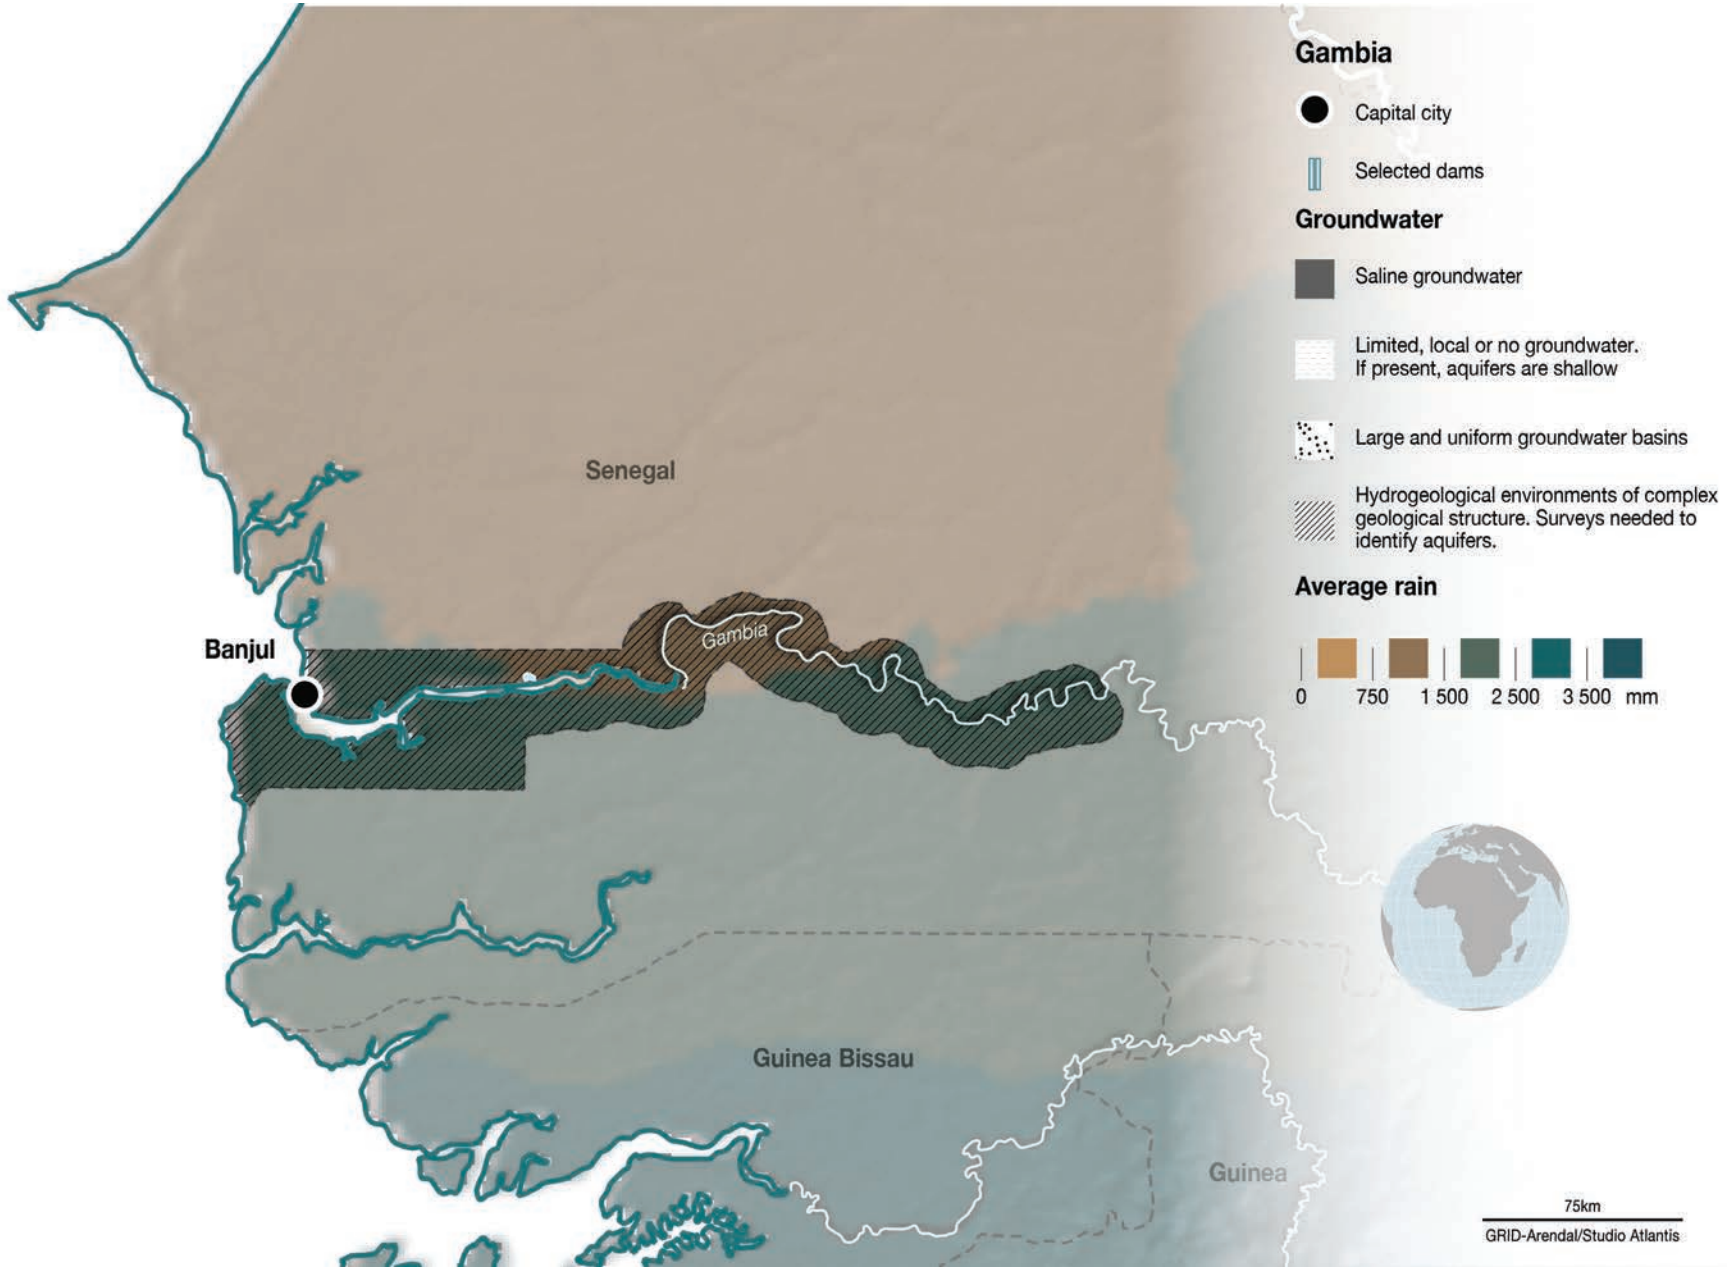 Gambia
Capital city
Selected dams
Groundwater
Saline groundwater
Limited, local or no groundwater.
If present, aquifers are shallow
Large and uniform groundwater basins
Hydrogeological environments of complex
geological structure. Surveys needed to
identify aquifers.
Average rain
0 750 1 500 2 500 3 500 mm
Senegal
Banjul
Gambia
Guinea Bissau
Guinea
75km
GRID-Arendal/Studio Atlantis